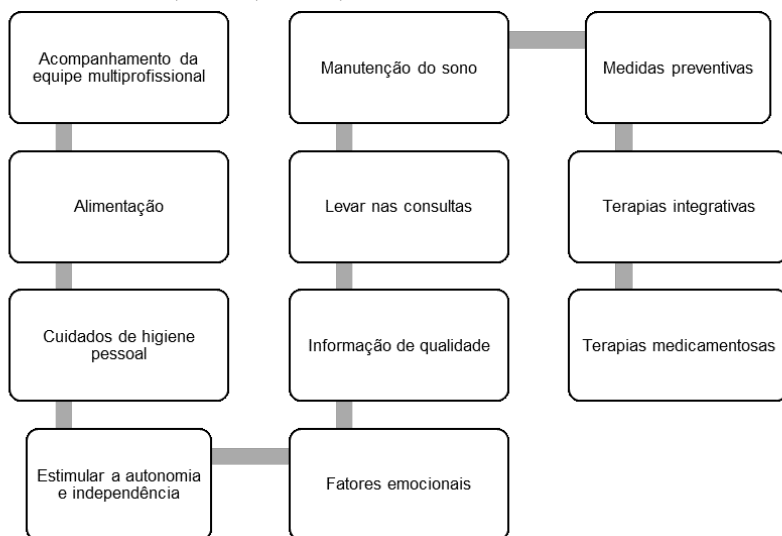 Acompanhamento da
equipe multiprofissional
Alimentação
Cuidados de higiene
pessoal
Estimular a autonomia
e independência
Fatores emocionais
Informação de qualidade
Levar nas consultas
Manutenção do sono
Medidas preventivas
Terapias integrativas
Terapias medicamentosas